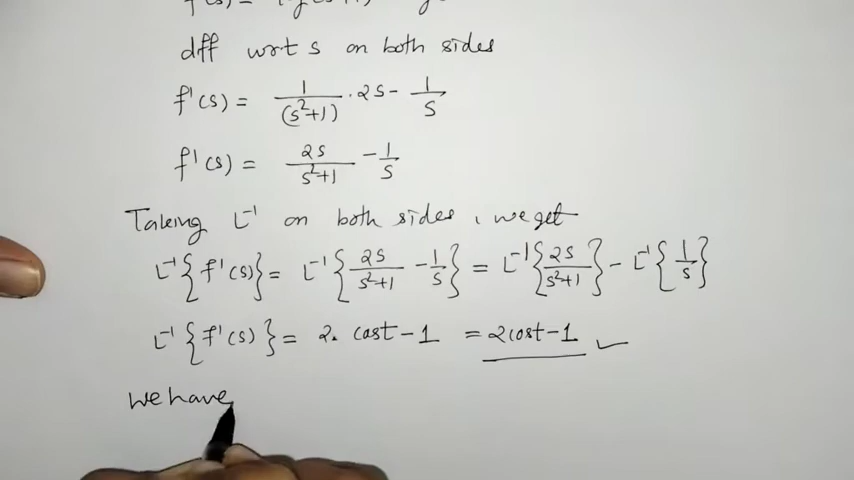 diff wrt s on both sides
f'(s) = 1/(s²+1) · 2s - 1/s
f'(s) = 2s/s²+1 - 1/s
Taking L⁻¹ on both sides, we get
L⁻¹{f'(s)} = L⁻¹{2s/s²+1 - 1/s} = L⁻¹{2s/s²+1} - L⁻¹{1/s}
L⁻¹{f'(s)} = 2. cost - 1 = 2cost - 1 ✓
We have